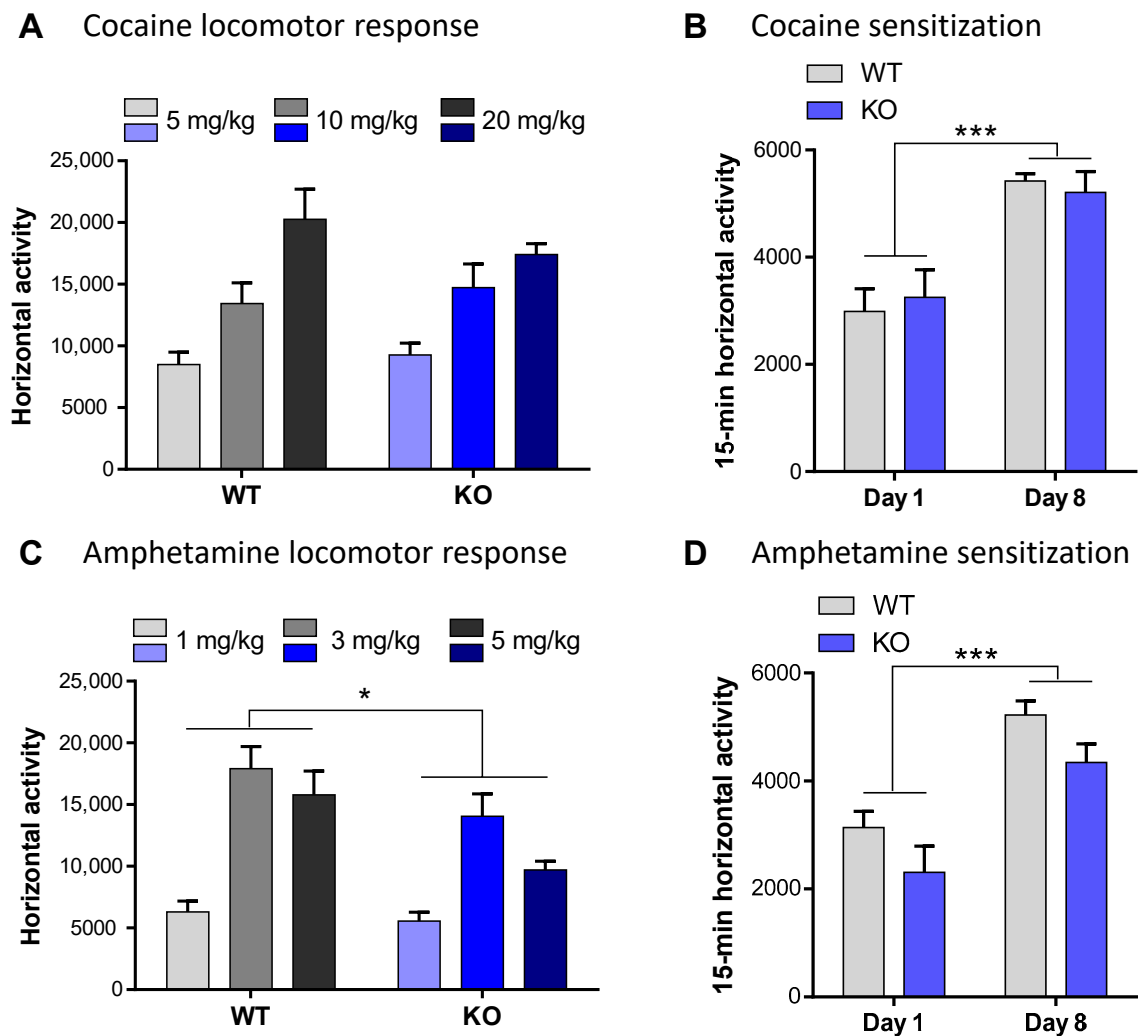 A Cocaine locomotor response
5 mg/kg 10 mg/kg 20 mg/kg
Horizontal activity
25,000
20,000
15,000
10,000
5000
0
WT KO
B Cocaine sensitization
WT
KO
***
15-min horizontal activity
6000
4000
2000
0
Day 1 Day 8
C Amphetamine locomotor response
1 mg/kg 3 mg/kg 5 mg/kg
*
Horizontal activity
25,000
20,000
15,000
10,000
5000
0
WT KO
D Amphetamine sensitization
WT
KO
***
15-min horizontal activity
6000
4000
2000
0
Day 1 Day 8